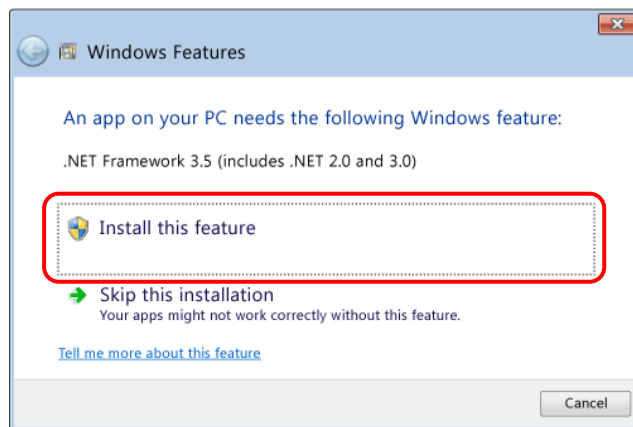 Windows Features
An app on your PC needs the following Windows feature:
.NET Framework 3.5 (includes .NET 2.0 and 3.0)
Install this feature
Skip this installation
Your apps might not work correctly without this feature.
Tell me more about this feature
Cancel